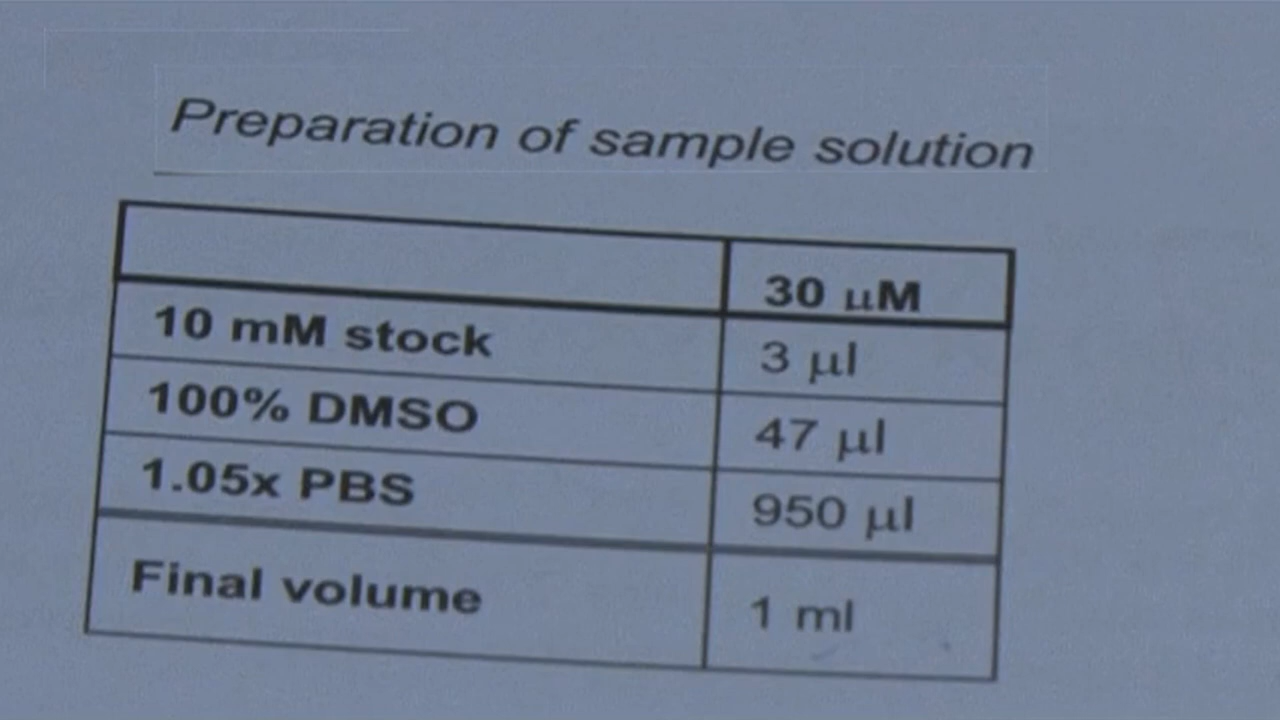 Preparation of sample solution
30 µM
10 mM stock 3 µl
100% DMSO 47 µl
1.05x PBS 950 µl
Final volume 1 ml